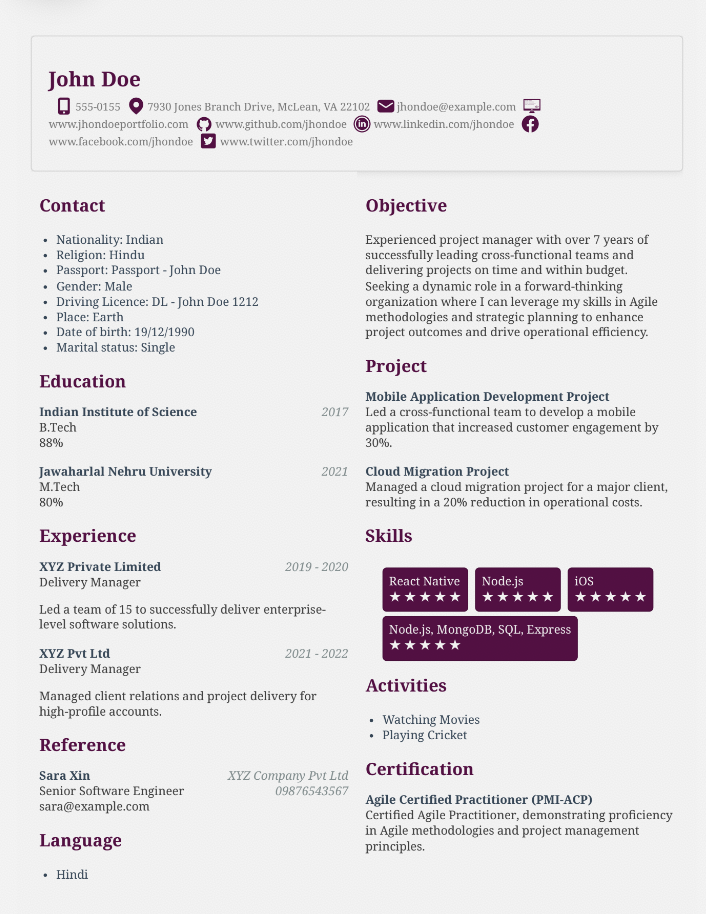 John Doe
555-0155 7930 Jones Branch Drive, McLean, VA 22102 jhondoe@example.com
www.jhondoeportfolio.com www.github.com/jhondoe www.linkedin.com/jhondoe
www.facebook.com/jhondoe www.twitter.com/jhondoe
Contact
• Nationality: Indian
• Religion: Hindu
• Passport: Passport - John Doe
• Gender: Male
• Driving Licence: DL - John Doe 1212
• Place: Earth
• Date of birth: 19/12/1990
• Marital status: Single
Education
Indian Institute of Science 2017
B.Tech
88%
Jawaharlal Nehru University 2021
M.Tech
80%
Experience
XYZ Private Limited 2019 - 2020
Delivery Manager
Led a team of 15 to successfully deliver enterprise-
level software solutions.
XYZ Pvt Ltd 2021 - 2022
Delivery Manager
Managed client relations and project delivery for
high-profile accounts.
Reference
Sara Xin XYZ Company Pvt Ltd
Senior Software Engineer 09876543567
sara@example.com
Language
• Hindi
Objective
Experienced project manager with over 7 years of
successfully leading cross-functional teams and
delivering projects on time and within budget.
Seeking a dynamic role in a forward-thinking
organization where I can leverage my skills in Agile
methodologies and strategic planning to enhance
project outcomes and drive operational efficiency.
Project
Mobile Application Development Project
Led a cross-functional team to develop a mobile
application that increased customer engagement by
30%.
Cloud Migration Project
Managed a cloud migration project for a major client,
resulting in a 20% reduction in operational costs.
Skills
React Native Node.js iOS
★ ★ ★ ★ ★ ★ ★ ★ ★ ★ ★ ★ ★ ★ ★
Node.js, MongoDB, SQL, Express
★ ★ ★ ★ ★
Activities
• Watching Movies
• Playing Cricket
Certification
Agile Certified Practitioner (PMI-ACP)
Certified Agile Practitioner, demonstrating proficiency
in Agile methodologies and project management
principles.